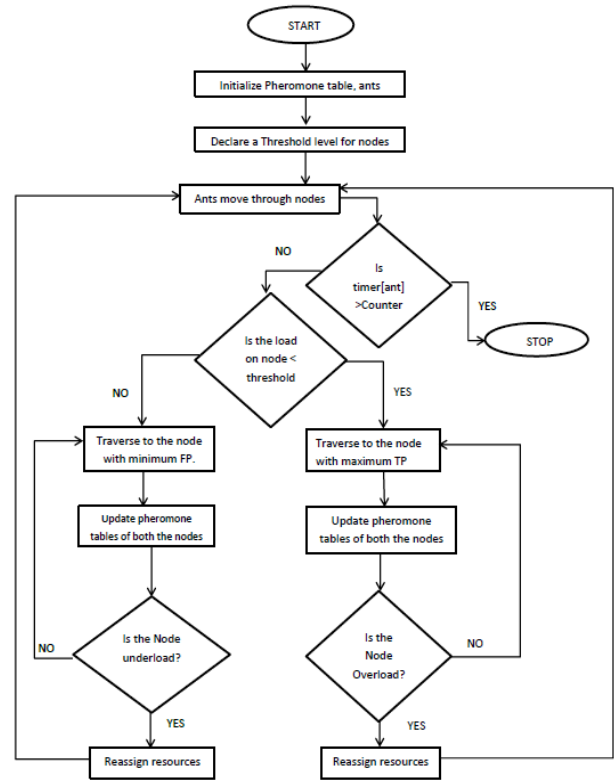 START
Initialize Pheromone table, ants
Declare a Threshold level for nodes
Ants move through nodes
Is
timer[ant]
>Counter
NO
YES
STOP
Is the load
on node <
threshold
NO
YES
Traverse to the node
with minimum FP.
Traverse to the node
with maximum TP
Update pheromone
tables of both the nodes
Update pheromone
tables of both the nodes
Is the Node
underload?
NO
Is the
Node
Overload?
NO
YES
YES
Reassign resources
Reassign resources